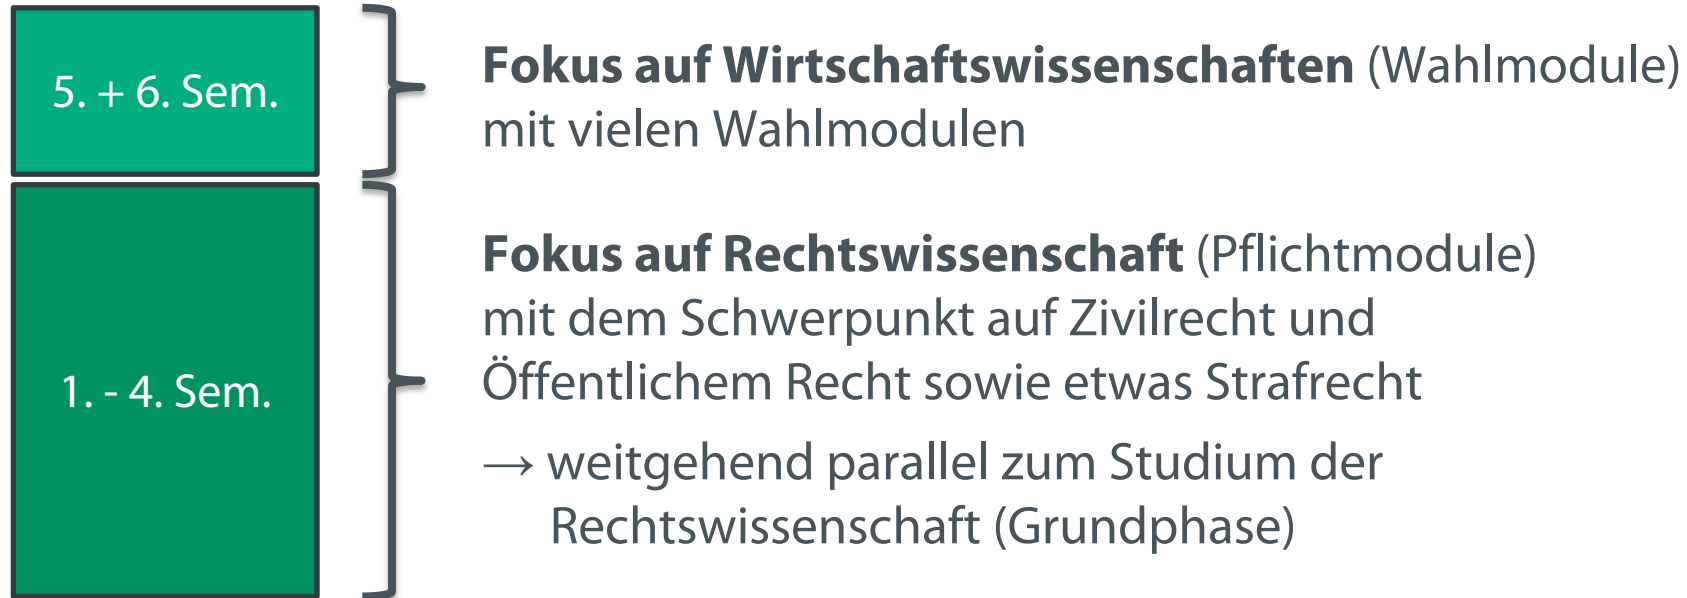 5. + 6. Sem.
Fokus auf Wirtschaftswissenschaften (Wahlmodule)
mit vielen Wahlmodulen
1. - 4. Sem.
Fokus auf Rechtswissenschaft (Pflichtmodule)
mit dem Schwerpunkt auf Zivilrecht und
Öffentlichem Recht sowie etwas Strafrecht
→ weitgehend parallel zum Studium der
Rechtswissenschaft (Grundphase)